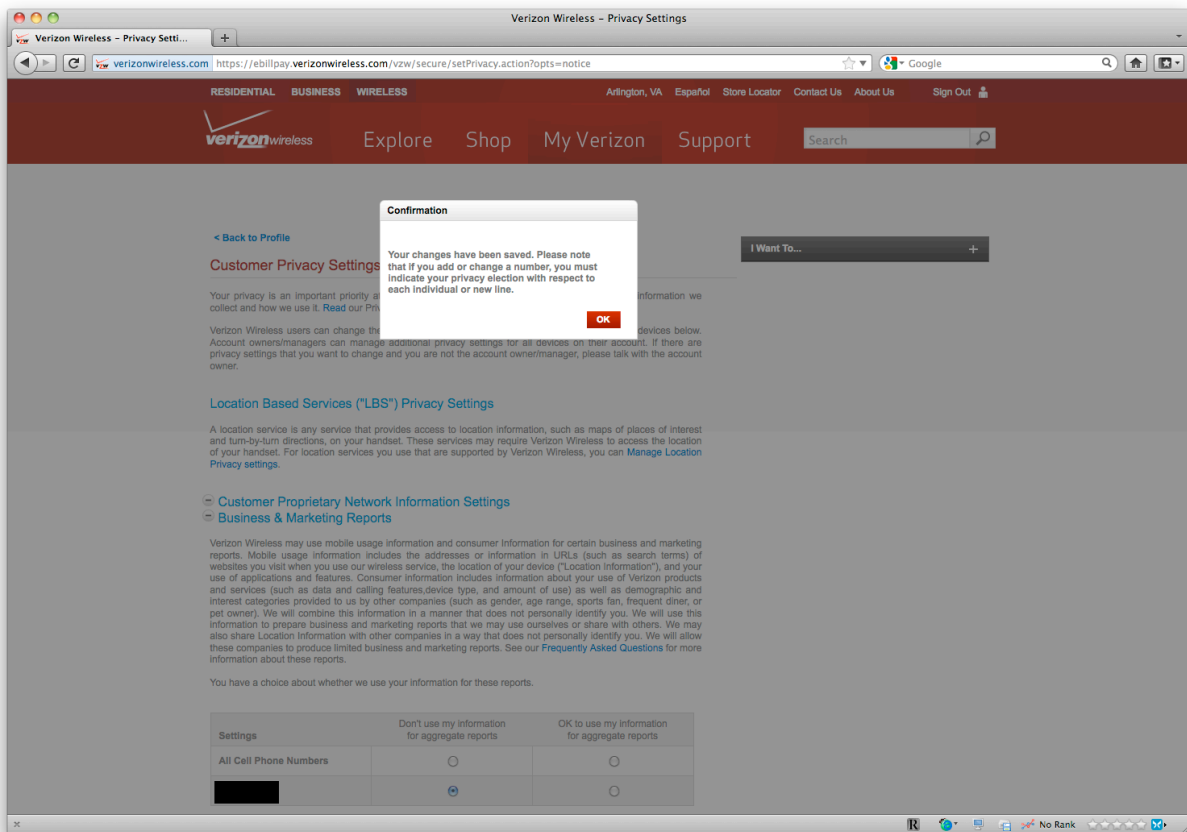 Verizon Wireless – Privacy Settings
Verizon Wireless – Privacy Setti...
verizonwireless.com https://ebillpay.verizonwireless.com/vzw/secure/setPrivacy.action?opts=notice
Google
RESIDENTIAL BUSINESS WIRELESS
Arlington, VA Español Store Locator Contact Us About Us Sign Out
verizonwireless
Explore Shop My Verizon Support
Search
Confirmation
Your changes have been saved. Please note
that if you add or change a number, you must
indicate your privacy election with respect to
each individual or new line.
OK
< Back to Profile
I Want To...
Customer Privacy Settings
Your privacy is an important priority at information we
collect and how we use it. Read our Priv
Verizon Wireless users can change the devices below.
Account owners/managers can manage additional privacy settings for all devices on their account. If there are
privacy settings that you want to change and you are not the account owner/manager, please talk with the account
owner.
Location Based Services ("LBS") Privacy Settings
A location service is any service that provides access to location information, such as maps of places of interest
and turn-by-turn directions, on your handset. These services may require Verizon Wireless to access the location
of your handset. For location services you use that are supported by Verizon Wireless, you can Manage Location
Privacy settings.
Customer Proprietary Network Information Settings
Business & Marketing Reports
Verizon Wireless may use mobile usage information and consumer Information for certain business and marketing
reports. Mobile usage information includes the addresses or information in URLs (such as search terms) of
websites you visit when you use our wireless service, the location of your device ("Location Information"), and your
use of applications and features. Consumer information includes information about your use of Verizon products
and services (such as data and calling features,device type, and amount of use) as well as demographic and
interest categories provided to us by other companies (such as gender, age range, sports fan, frequent diner, or
pet owner). We will combine this information in a manner that does not personally identify you. We will use this
information to prepare business and marketing reports that we may use ourselves or share with others. We may
also share Location Information with other companies in a way that does not personally identify you. We will allow
these companies to produce limited business and marketing reports. See our Frequently Asked Questions for more
information about these reports.
You have a choice about whether we use your information for these reports.
Settings
Don't use my information
for aggregate reports
OK to use my information
for aggregate reports
All Cell Phone Numbers
R
No Rank